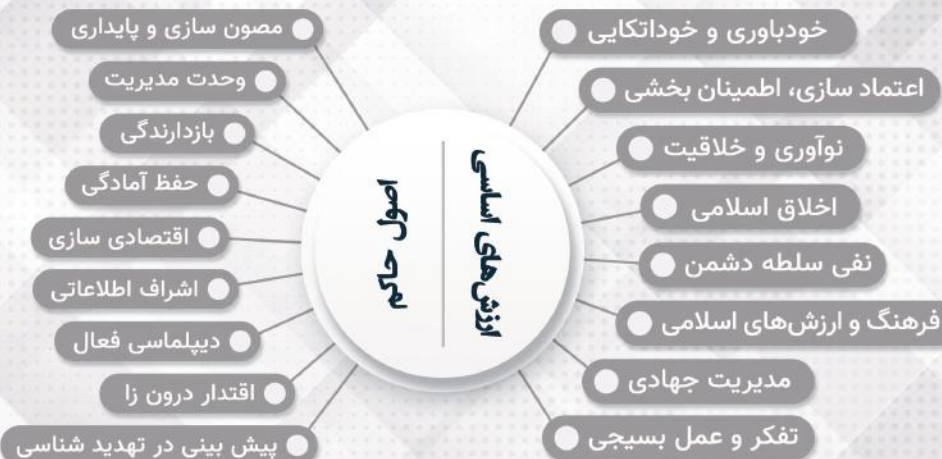 ارزش‌های اساسی
خودباوری و خوداتکایی
اعتماد سازی، اطمینان بخشی
نوآوری و خلاقیت
اخلاق اسلامی
نفی سلطه دشمن
فرهنگ و ارزش‌های اسلامی
مدیریت جهادی
تفکر و عمل بسیجی
اصول حاکم
مصون سازی و پایداری
وحدت مدیریت
بازدارندگی
حفظ آمادگی
اقتصادی سازی
اشراف اطلاعاتی
دیپلماسی فعال
اقتدار درون زا
پیش بینی در تهدید شناسی